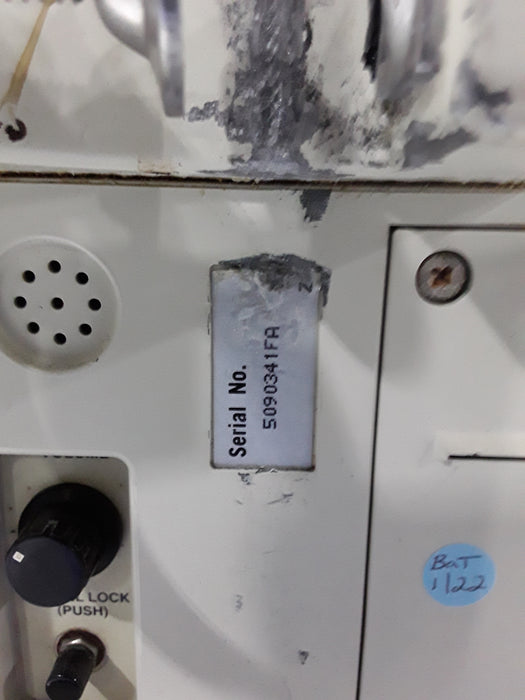 Serial No.
5090341FA
Z
L LOCK
(PUSH)
BaT
1/22